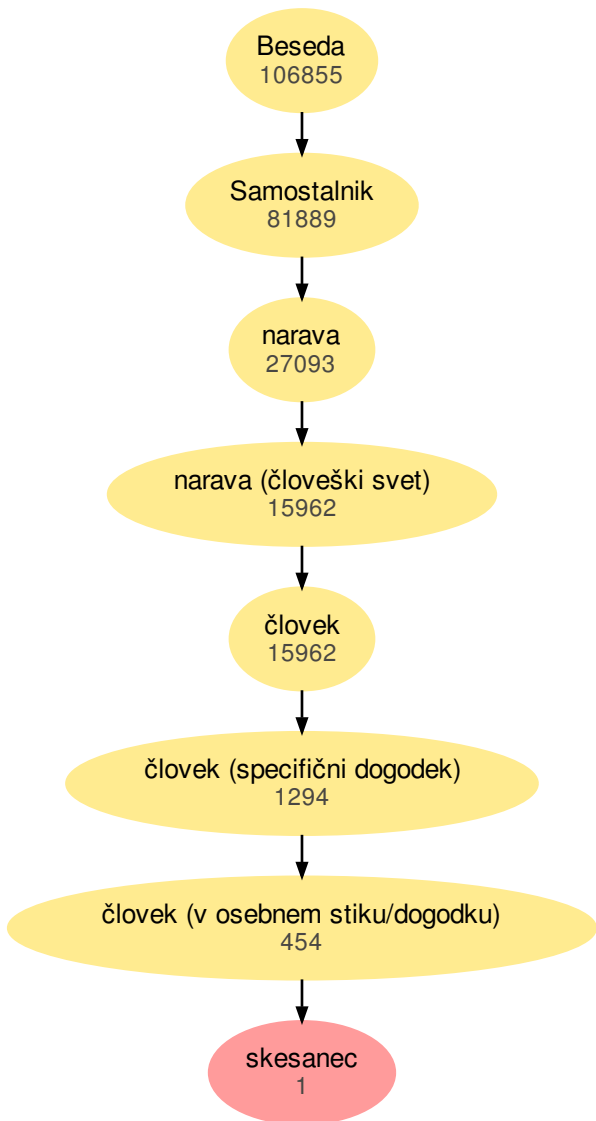 Beseda
106855
Samostalnik
81889
narava
27093
narava (človeški svet)
15962
človek
15962
človek (specifični dogodek)
1294
človek (v osebnem stiku/dogodku)
454
skesanec
1